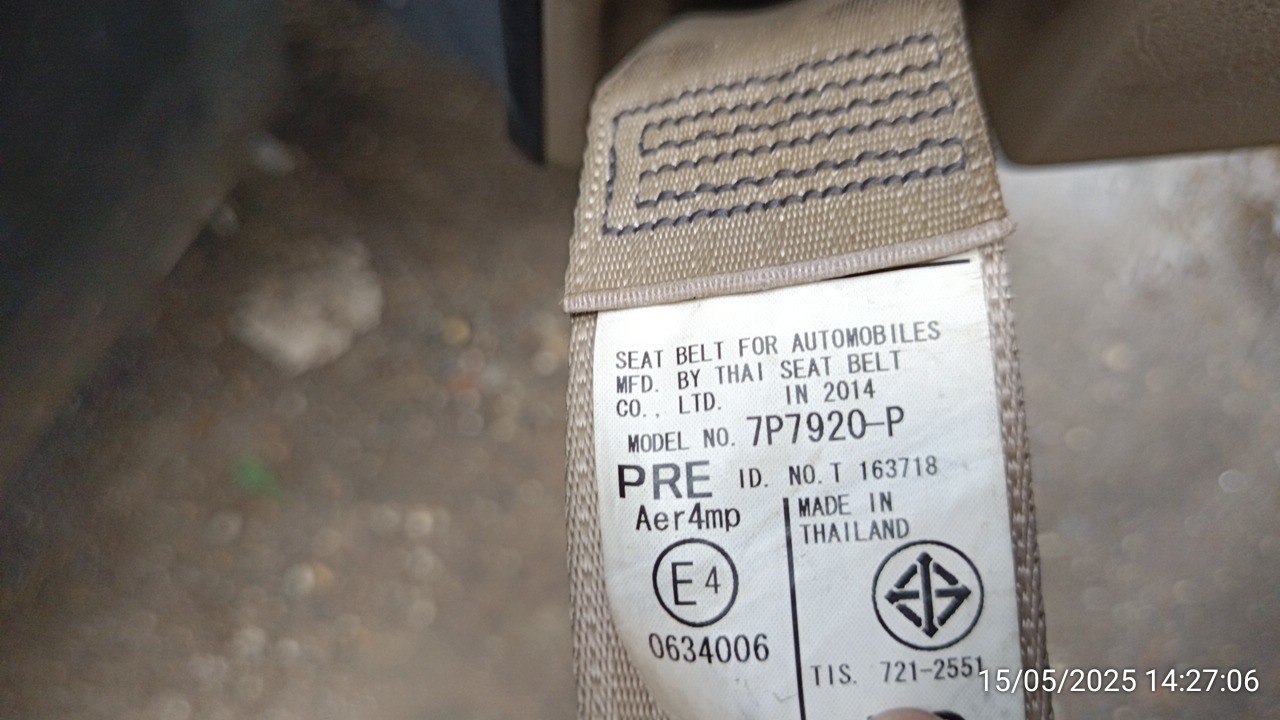 SEAT BELT FOR AUTOMOBILES
MFD. BY THAI SEAT BELT
CO., LTD. IN 2014
MODEL NO. 7P7920-P
PRE ID. NO. T 163718
Aer4mp
MADE IN
THAILAND
E4
0634006
TIS. 721-2551
15/05/2025 14:27:06